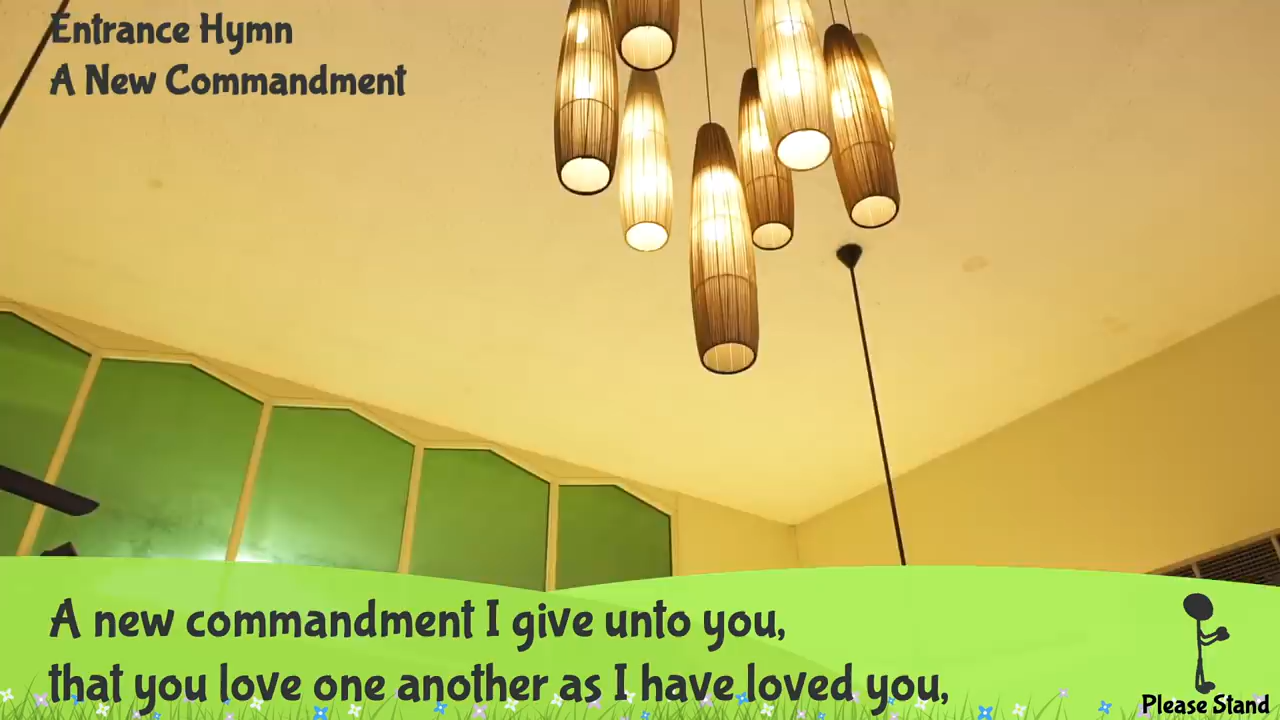 Entrance Hymn
A New Commandment
A new commandment I give unto you,
that you love one another as I have loved you,
Please Stand